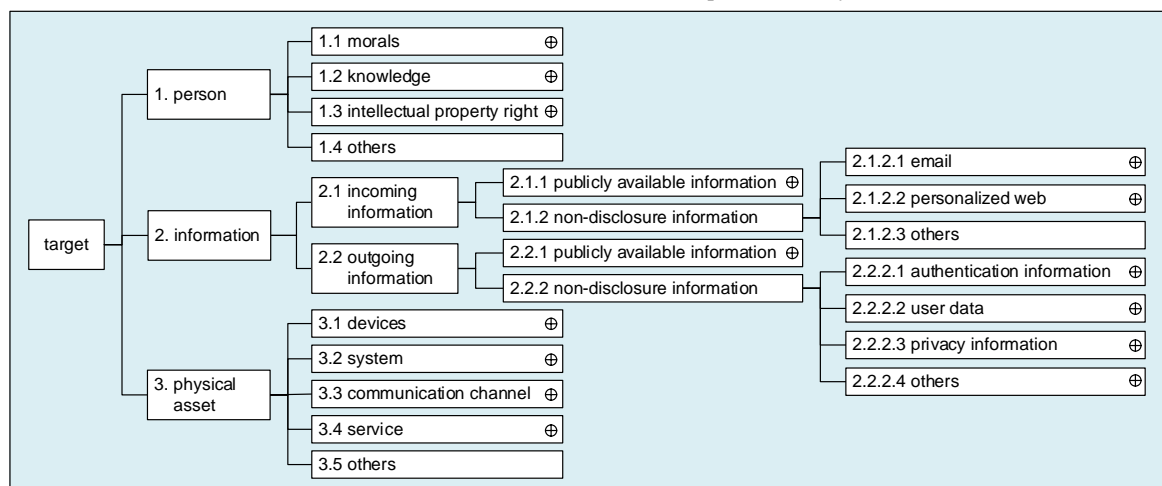 target
1. person
1.1 morals ⊕
1.2 knowledge ⊕
1.3 intellectual property right ⊕
1.4 others
2. information
2.1 incoming
information
2.1.1 publicly available information ⊕
2.1.2 non-disclosure information
2.1.2.1 email ⊕
2.1.2.2 personalized web ⊕
2.1.2.3 others
2.2 outgoing
information
2.2.1 publicly available information ⊕
2.2.2 non-disclosure information
2.2.2.1 authentication information ⊕
2.2.2.2 user data ⊕
2.2.2.3 privacy information ⊕
2.2.2.4 others ⊕
3. physical
asset
3.1 devices ⊕
3.2 system ⊕
3.3 communication channel ⊕
3.4 service ⊕
3.5 others